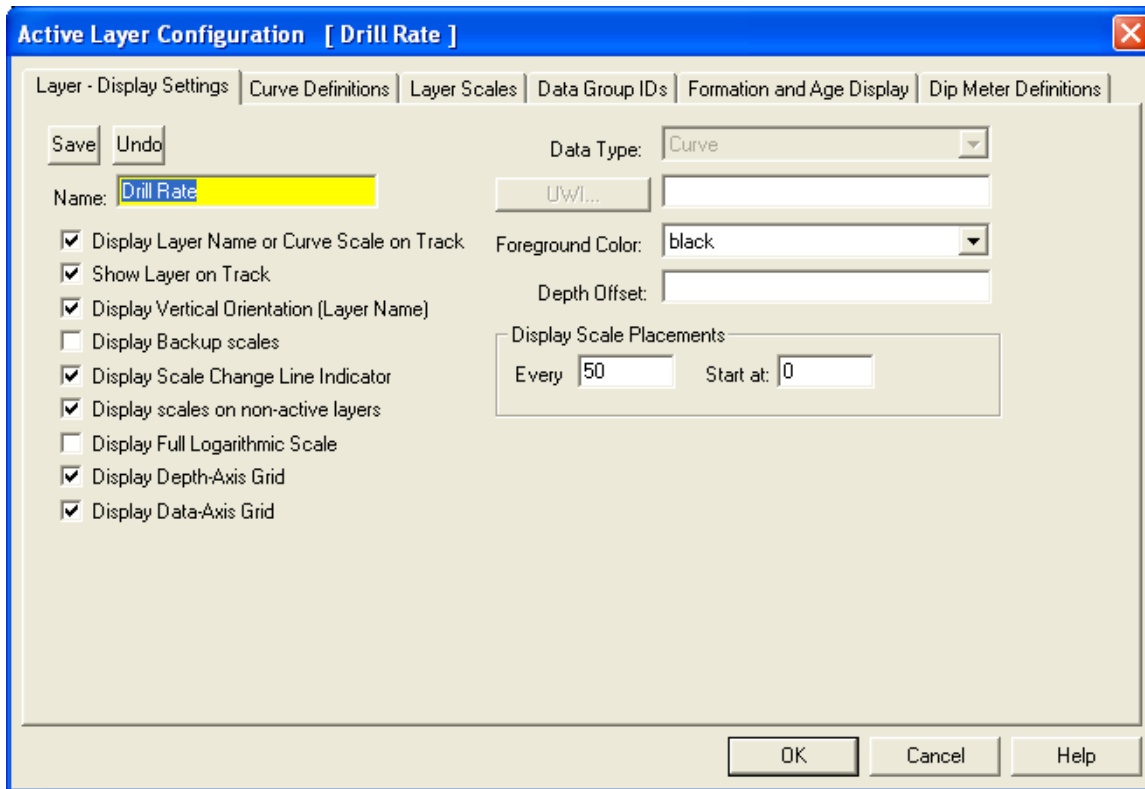 Active Layer Configuration [ Drill Rate ]
Layer - Display Settings Curve Definitions Layer Scales Data Group IDs Formation and Age Display Dip Meter Definitions
Save Undo
Name: Drill Rate
Display Layer Name or Curve Scale on Track
Show Layer on Track
Display Vertical Orientation (Layer Name)
Display Backup scales
Display Scale Change Line Indicator
Display scales on non-active layers
Display Full Logarithmic Scale
Display Depth-Axis Grid
Display Data-Axis Grid
Data Type: Curve
UWI...
Foreground Color: black
Depth Offset:
Display Scale Placements
Every 50 Start at: 0
OK Cancel Help